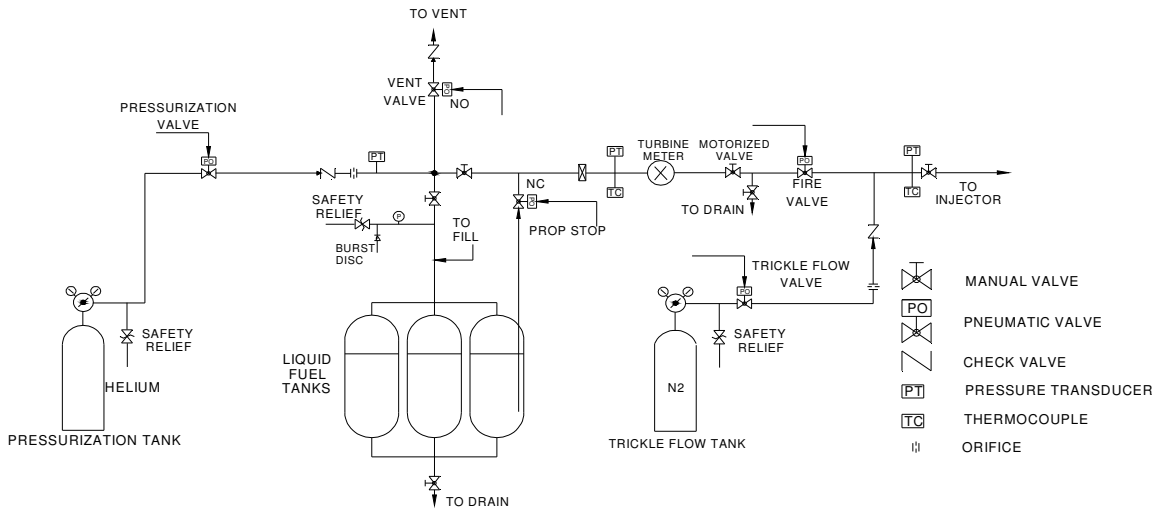 TO VENT
VENT
VALVE
PO
NO
PRESSURIZATION
VALVE
PO
PT
SAFETY
RELIEF
P
BURST
DISC
TO
FILL
NC
PO
PROP STOP
PT
TC
TURBINE
METER
MOTORIZED
VALVE
TO DRAIN
PO
FIRE
VALVE
PT
TC
TO
INJECTOR
TRICKLE FLOW
VALVE
PO
SAFETY
RELIEF
HELIUM
PRESSURIZATION TANK
LIQUID
FUEL
TANKS
TO DRAIN
SAFETY
RELIEF
N2
TRICKLE FLOW TANK
MANUAL VALVE
PO
PNEUMATIC VALVE
CHECK VALVE
PT
PRESSURE TRANSDUCER
TC
THERMOCOUPLE
ORIFICE